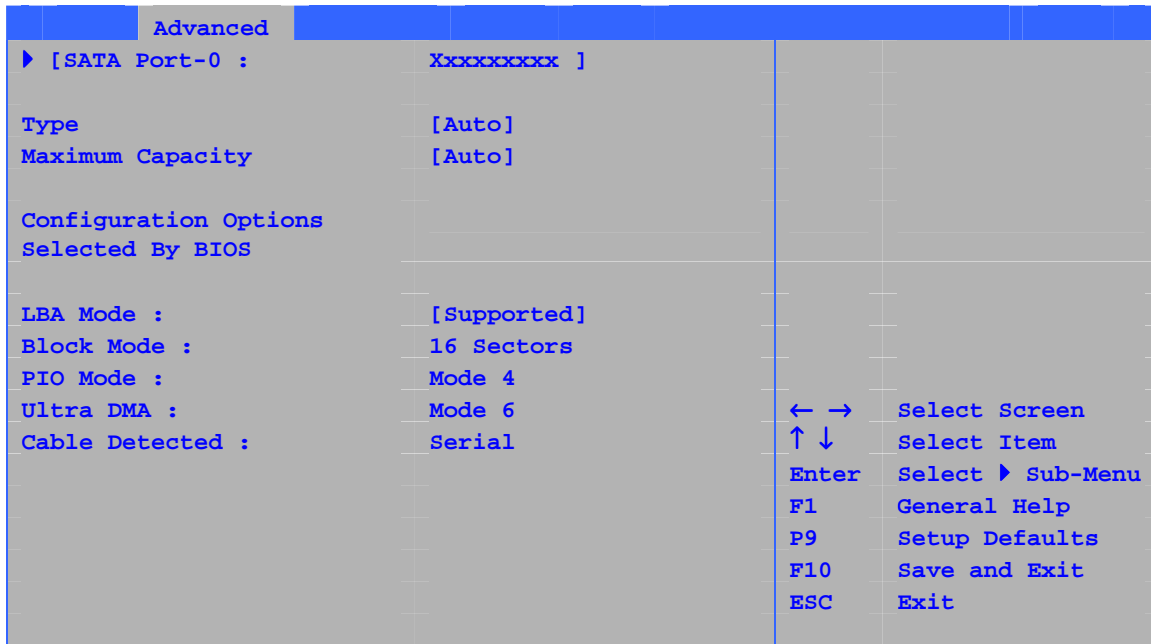 Advanced
[SATA Port-0 : Xxxxxxxxx ]
Type [Auto]
Maximum Capacity [Auto]
Configuration Options
Selected By BIOS
LBA Mode : [Supported]
Block Mode : 16 Sectors
PIO Mode : Mode 4
Ultra DMA : Mode 6
Cable Detected : Serial
← → Select Screen
↑ ↓ Select Item
Enter Select ▶ Sub-Menu
F1 General Help
P9 Setup Defaults
F10 Save and Exit
ESC Exit